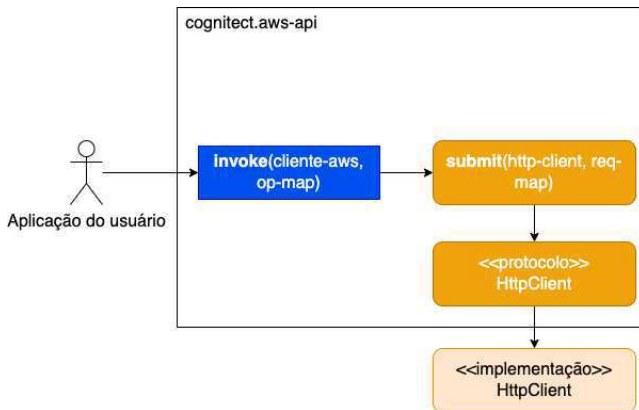 cognitect.aws-api
invoke(cliente-aws,
op-map)
submit(http-client, req-
map)
Aplicação do usuário
<<protocolo>>
HttpClient
<<implementação>>
HttpClient